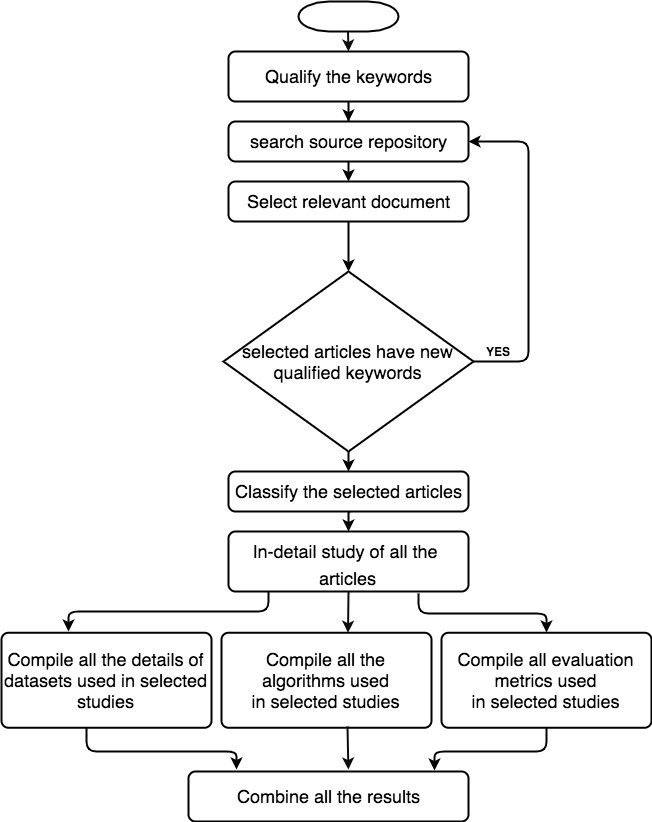 Qualify the keywords
search source repository
Select relevant document
selected articles have new
qualified keywords
YES
Classify the selected articles
In-detail study of all the
articles
Compile all the details of
datasets used in selected
studies
Compile all the
algorithms used
in selected studies
Compile all evaluation
metrics used
in selected studies
Combine all the results